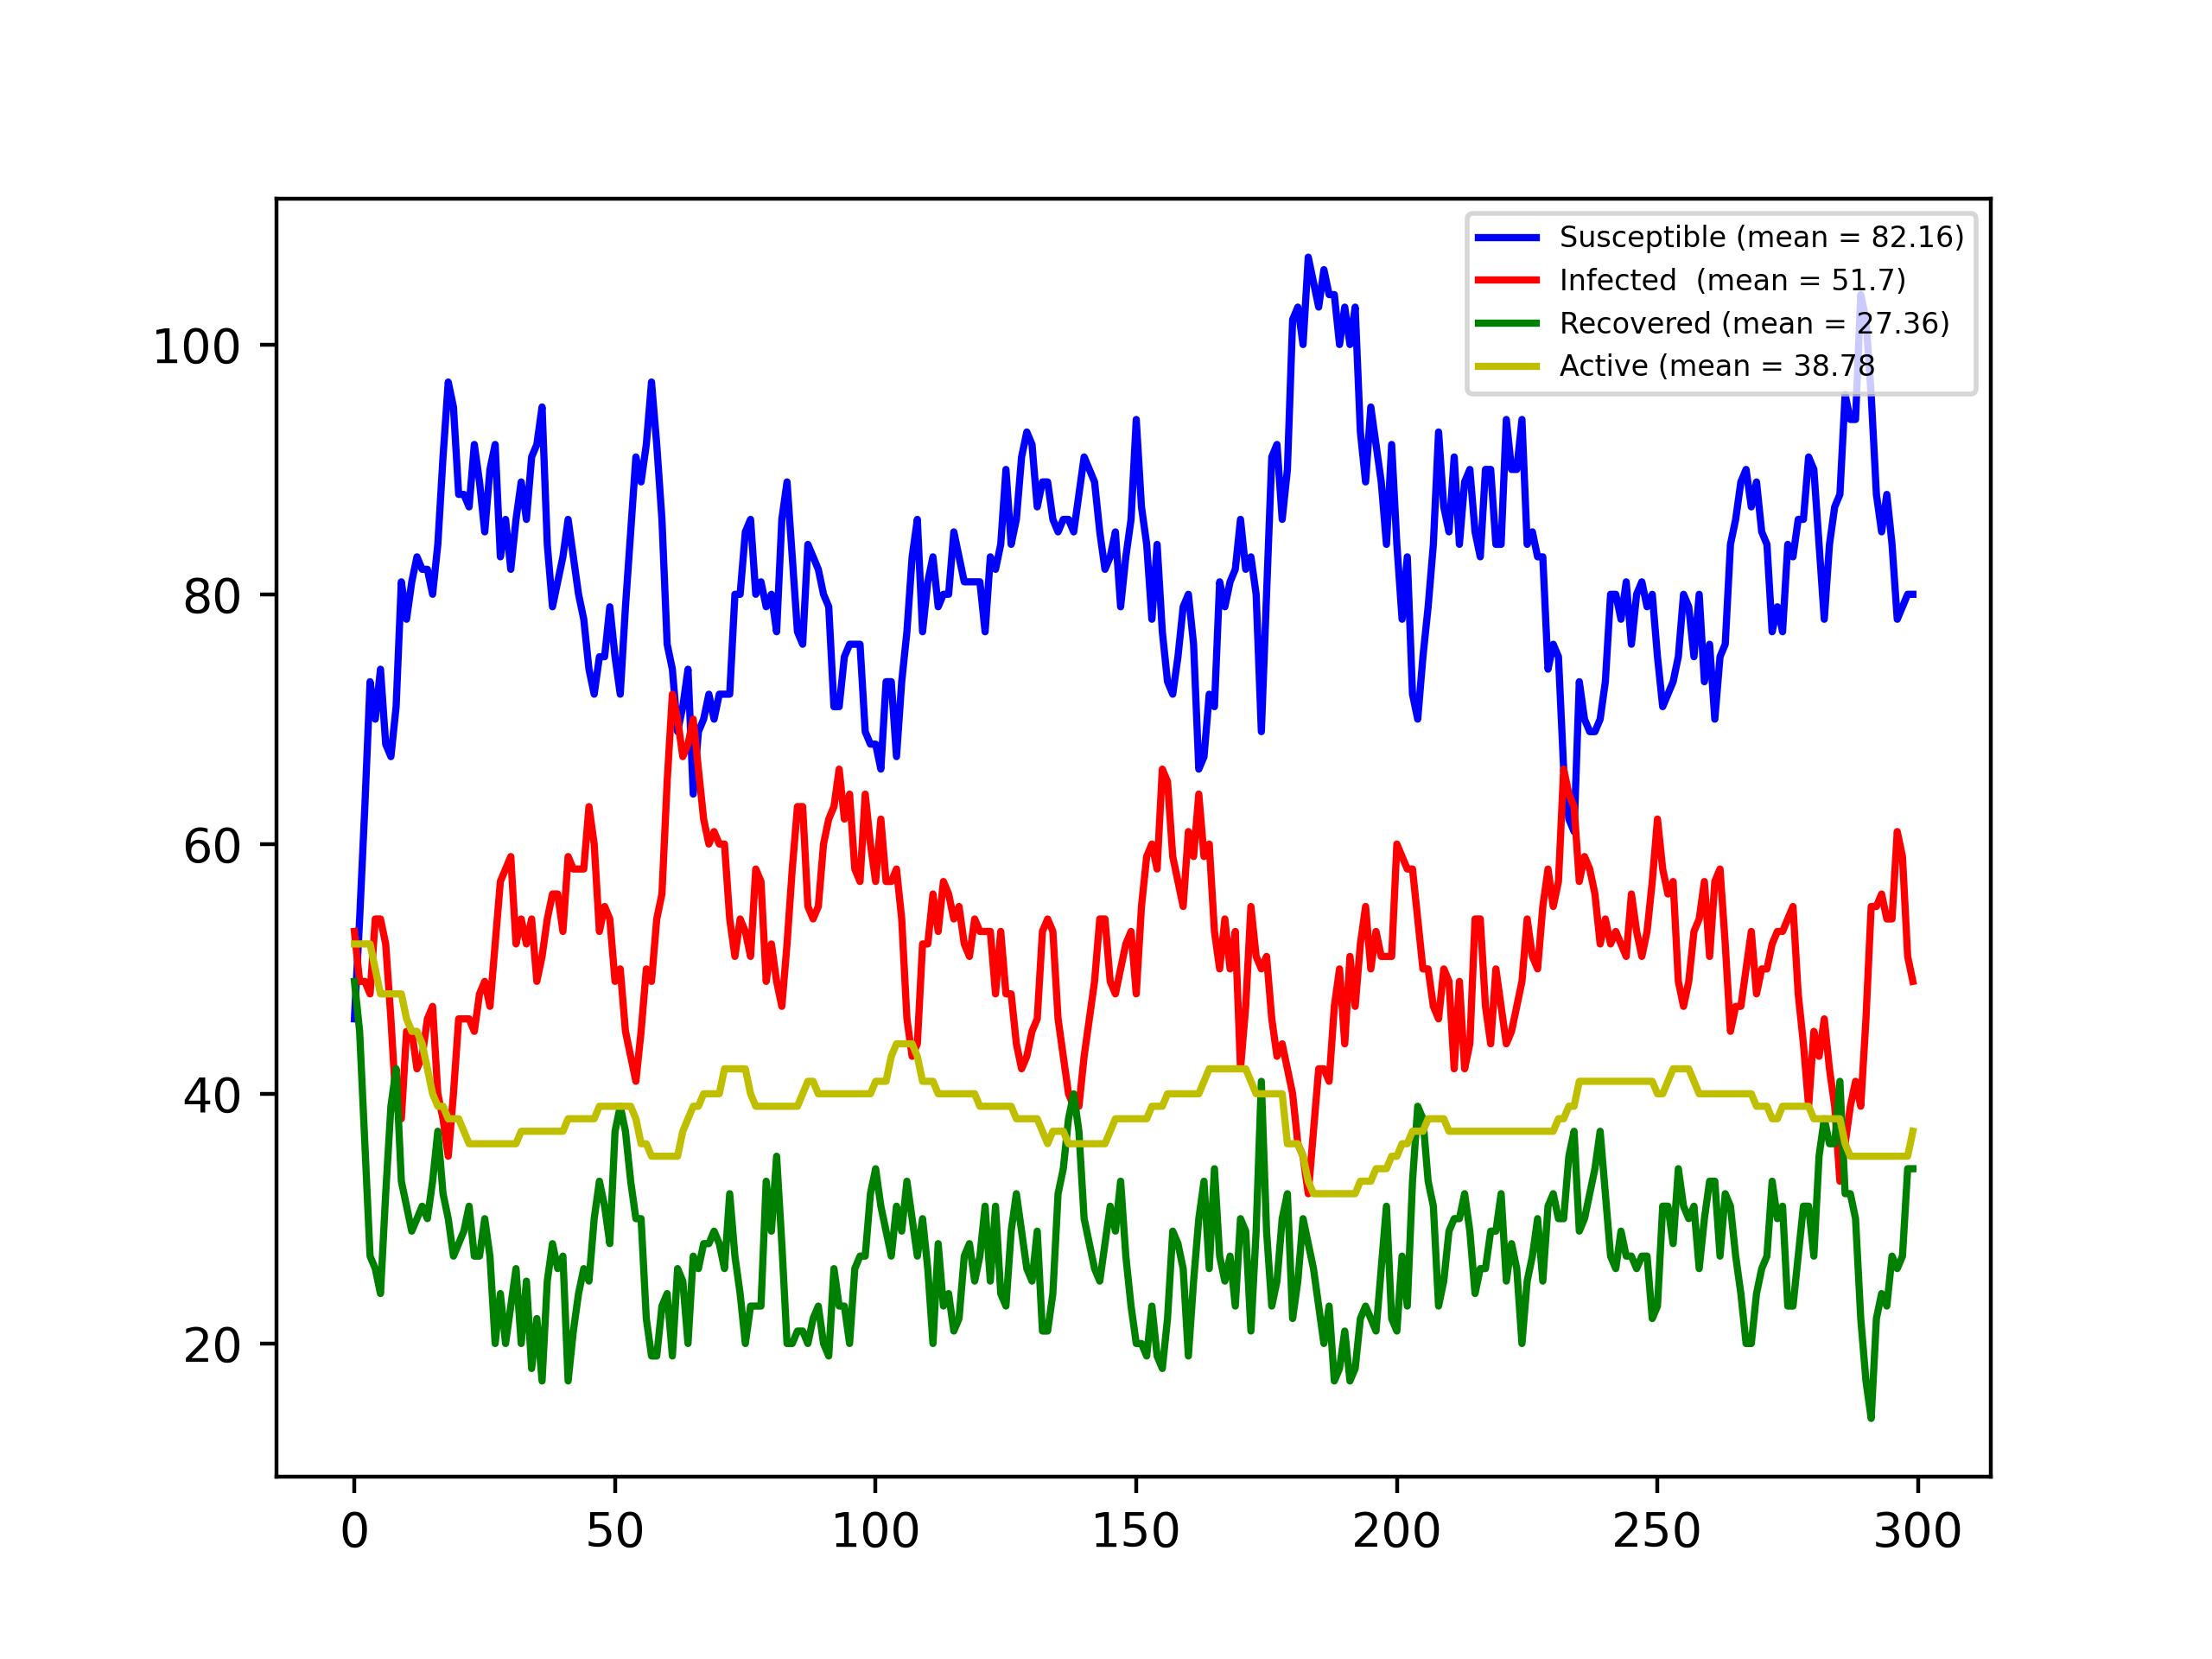 Susceptible (mean = 82.16)
Infected  (mean = 51.7)
Recovered (mean = 27.36)
Active (mean = 38.78
100
80
60
40
20
0 50 100 150 200 250 300